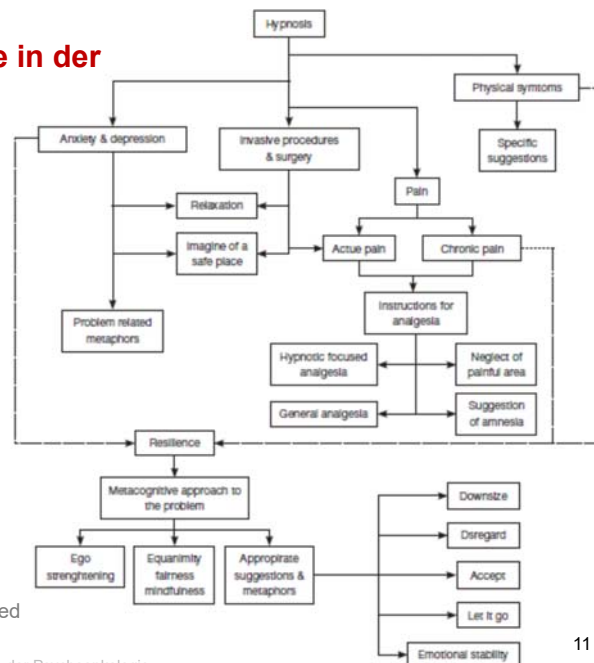 e in der
Hypnosis
Physical symtoms
Anxiety & depression
Invasive procedures
& surgery
Specific
suggestions
Pain
Relaxation
Imagine of a
safe place
Actue pain
Chronic pain
Problem related
metaphors
Instructions for
analgesia
Hypnotic focused
analgesia
Neglect of
painful area
General analgesia
Suggestion
of amnesia
Resilience
Metacognitive approach to
the problem
Ego
strenghtening
Equanimity
fairness
mindfulness
Appropirate
suggestions &
metaphors
Downsize
Dsregard
Accept
Let it go
Emotional stability
ed
11